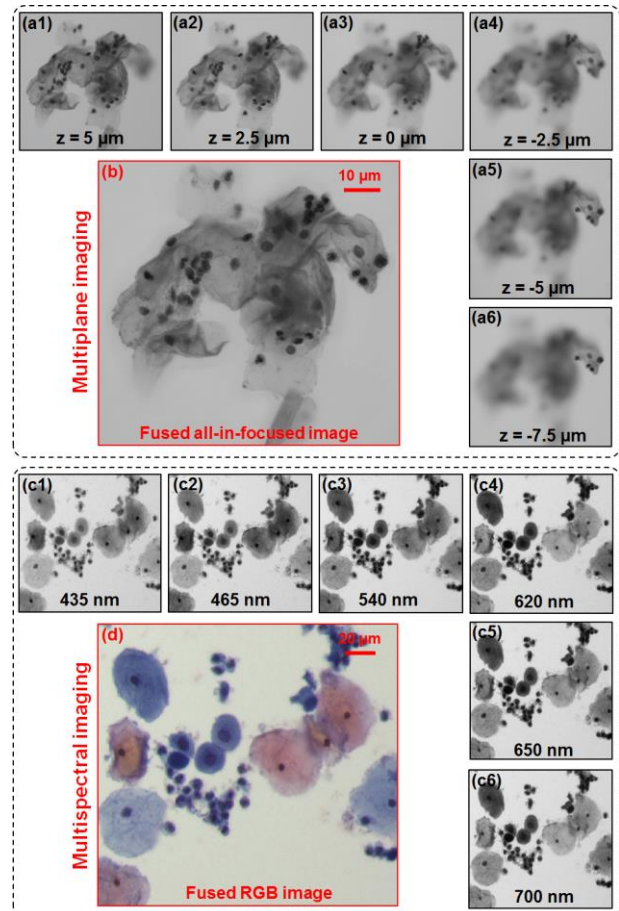 (a1)
z = 5 μm
(a2)
z = 2.5 μm
(a3)
z = 0 μm
(a4)
z = -2.5 μm
Multiplane imaging
(b)
10 μm
Fused all-in-focused image
(a5)
z = -5 μm
(a6)
z = -7.5 μm
(c1)
435 nm
(c2)
465 nm
(c3)
540 nm
(c4)
620 nm
Multispectral imaging
(d)
20 μm
Fused RGB image
(c5)
650 nm
(c6)
700 nm